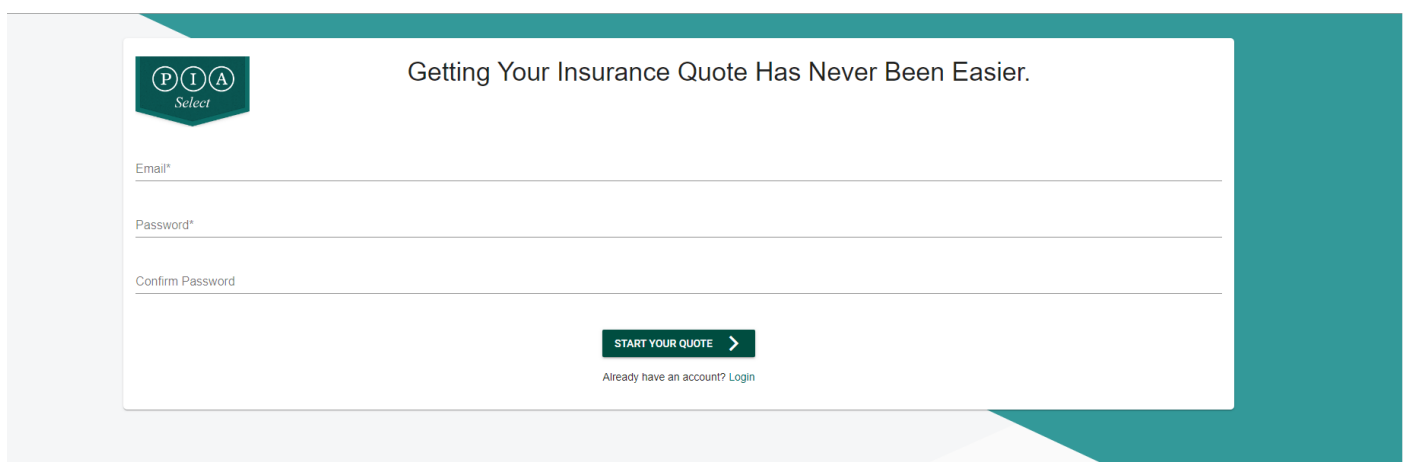 PIA
Select
Getting Your Insurance Quote Has Never Been Easier.
Email*
Password*
Confirm Password
START YOUR QUOTE
Already have an account? Login